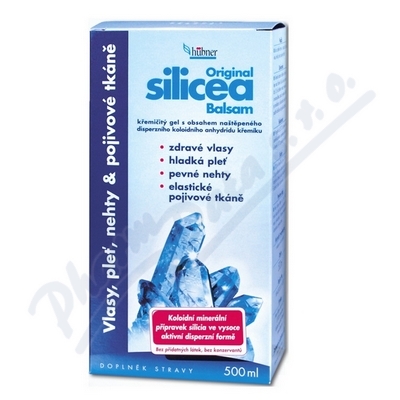 hübner
Original
silicea
Balsam
křemičitý gel s obsahem naštěpeného
disperzního koloidního anhydridu křemíku
• zdravé vlasy
• hladká pleť
• pevné nehty
• elastické
pojivové tkáně
Vlasy, pleť, nehty & pojivové tkáně
Koloidní minerální
přípravek silicia ve vysoce
aktivní disperzní formě
Bez přídatných látek, bez konzervantů
DOPLNĚK STRAVY
500 ml